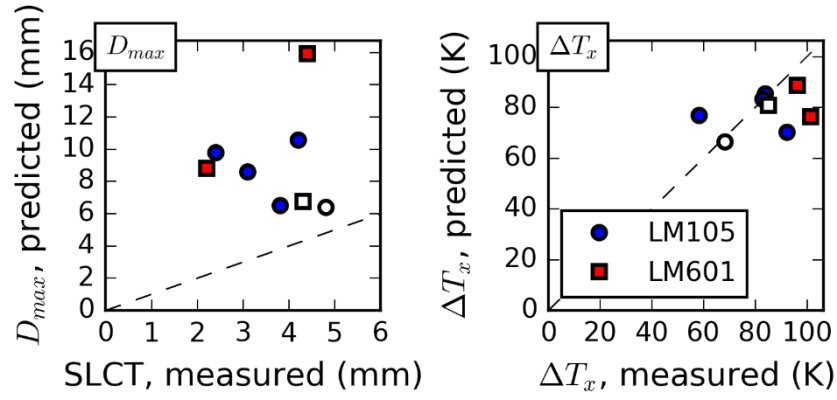 D_max
D_max, predicted (mm)
16
14
12
10
8
6
4
2
0
0 1 2 3 4 5 6
SLCT, measured (mm)
ΔT_x
ΔT_x, predicted (K)
100
80
60
40
20
0
LM105
LM601
0 20 40 60 80 100
ΔT_x, measured (K)